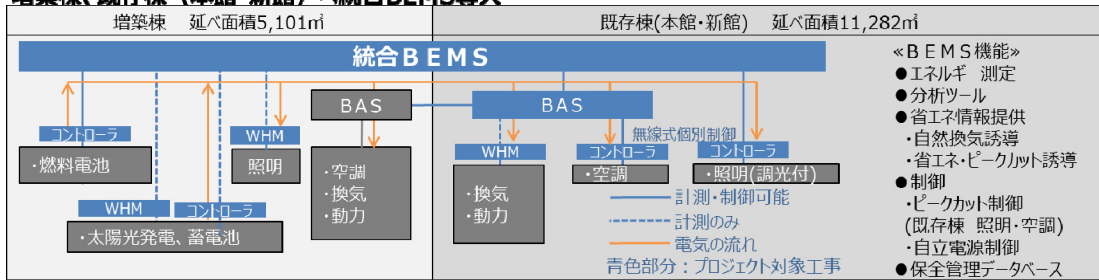 増築棟 延べ面積5,101㎡
既存棟(本館・新館) 延べ面積11,282㎡
統合BEMS
BAS
BAS
無線式個別制御
コントローラ
・燃料電池
WHM
照明
・空調
・換気
・動力
WHM
・換気
・動力
コントローラ
・空調
コントローラ
・照明(調光付)
WHM
コントローラ
・太陽光発電、蓄電池
計測・制御可能
計測のみ
電気の流れ
青色部分：プロジェクト対象工事
≪BEMS機能≫
●エネルギ 測定
●分析ツール
●省エネ情報提供
・自然換気誘導
・省エネ・ピークカット誘導
●制御
・ピークカット制御
(既存棟 照明・空調)
・自立電源制御
●保全管理データベース